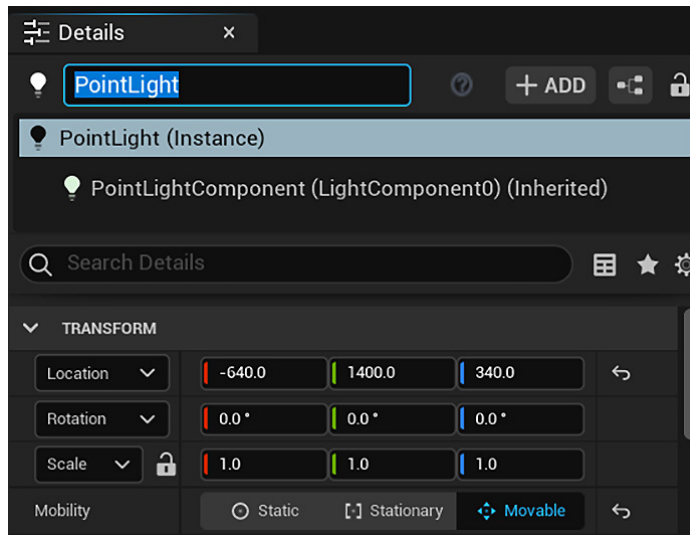 Details
PointLight
+ ADD
PointLight (Instance)
PointLightComponent (LightComponent0) (Inherited)
Search Details
TRANSFORM
Location -640.0 1400.0 340.0
Rotation 0.0° 0.0° 0.0°
Scale 1.0 1.0 1.0
Mobility Static Stationary Movable